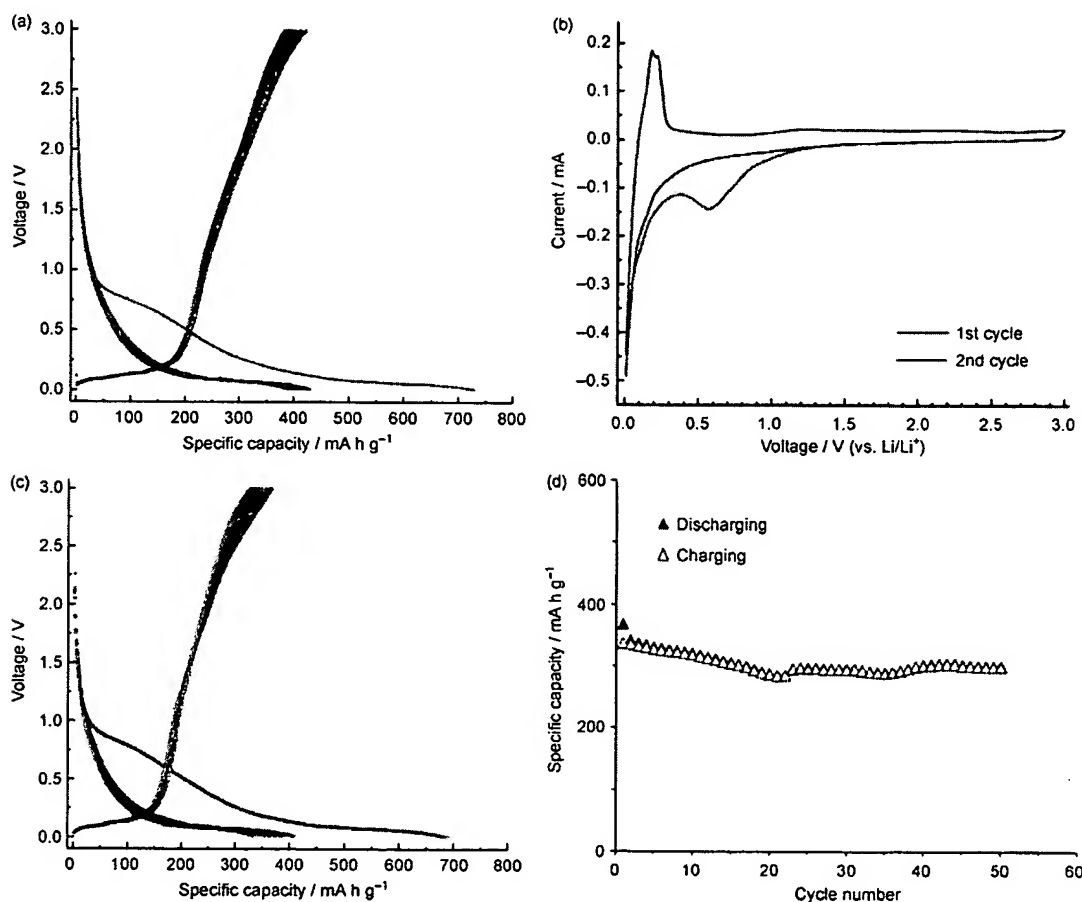 (a)
3.0
2.5
2.0
1.5
1.0
0.5
0.0
Voltage / V
0 100 200 300 400 500 600 700 800
Specific capacity / mA h g⁻¹
(b)
0.2
0.1
0.0
−0.1
−0.2
−0.3
−0.4
−0.5
Current / mA
1st cycle
2nd cycle
0.0 0.5 1.0 1.5 2.0 2.5 3.0
Voltage / V (vs. Li/Li⁺)
(c)
3.0
2.5
2.0
1.5
1.0
0.5
0.0
Voltage / V
0 100 200 300 400 500 600 700 800
Specific capacity / mA h g⁻¹
(d)
600
400
200
0
Specific capacity / mA h g⁻¹
Discharging
Charging
0 10 20 30 40 50 60
Cycle number